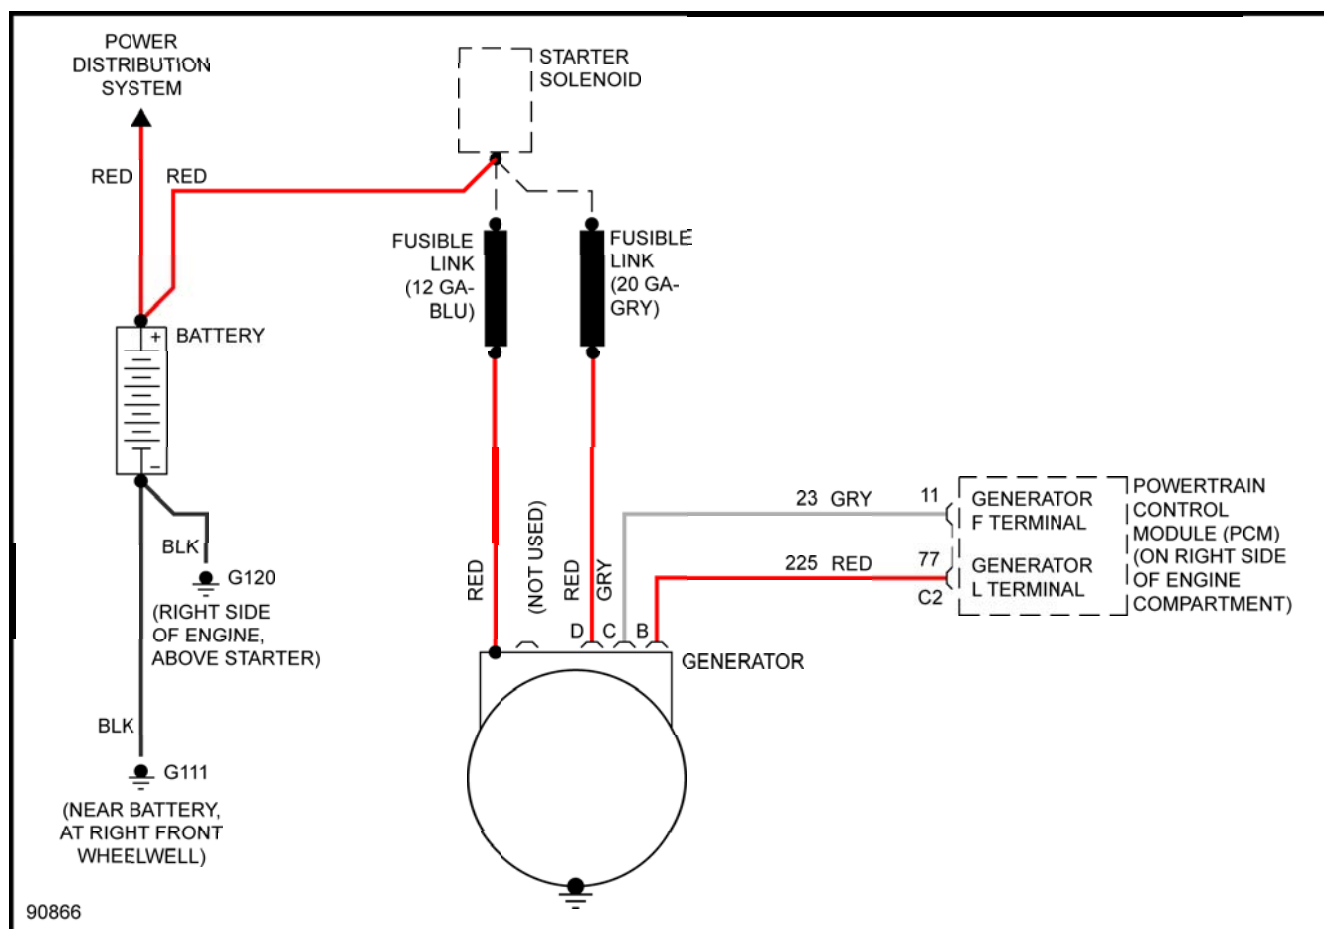 POWER
DISTRIBUTION
SYSTEM
STARTER
SOLENOID
RED
RED
FUSIBLE
LINK
(12 GA-
BLU)
FUSIBLE
LINK
(20 GA-
GRY)
+
BATTERY
–
BLK
G120
(RIGHT SIDE
OF ENGINE,
ABOVE STARTER)
BLK
G111
(NEAR BATTERY,
AT RIGHT FRONT
WHEELWELL)
RED
(NOT USED)
RED
GRY
D
C
B
GENERATOR
23 GRY
11
225 RED
77
C2
GENERATOR
F TERMINAL
GENERATOR
L TERMINAL
POWERTRAIN
CONTROL
MODULE (PCM)
(ON RIGHT SIDE
OF ENGINE
COMPARTMENT)
90866